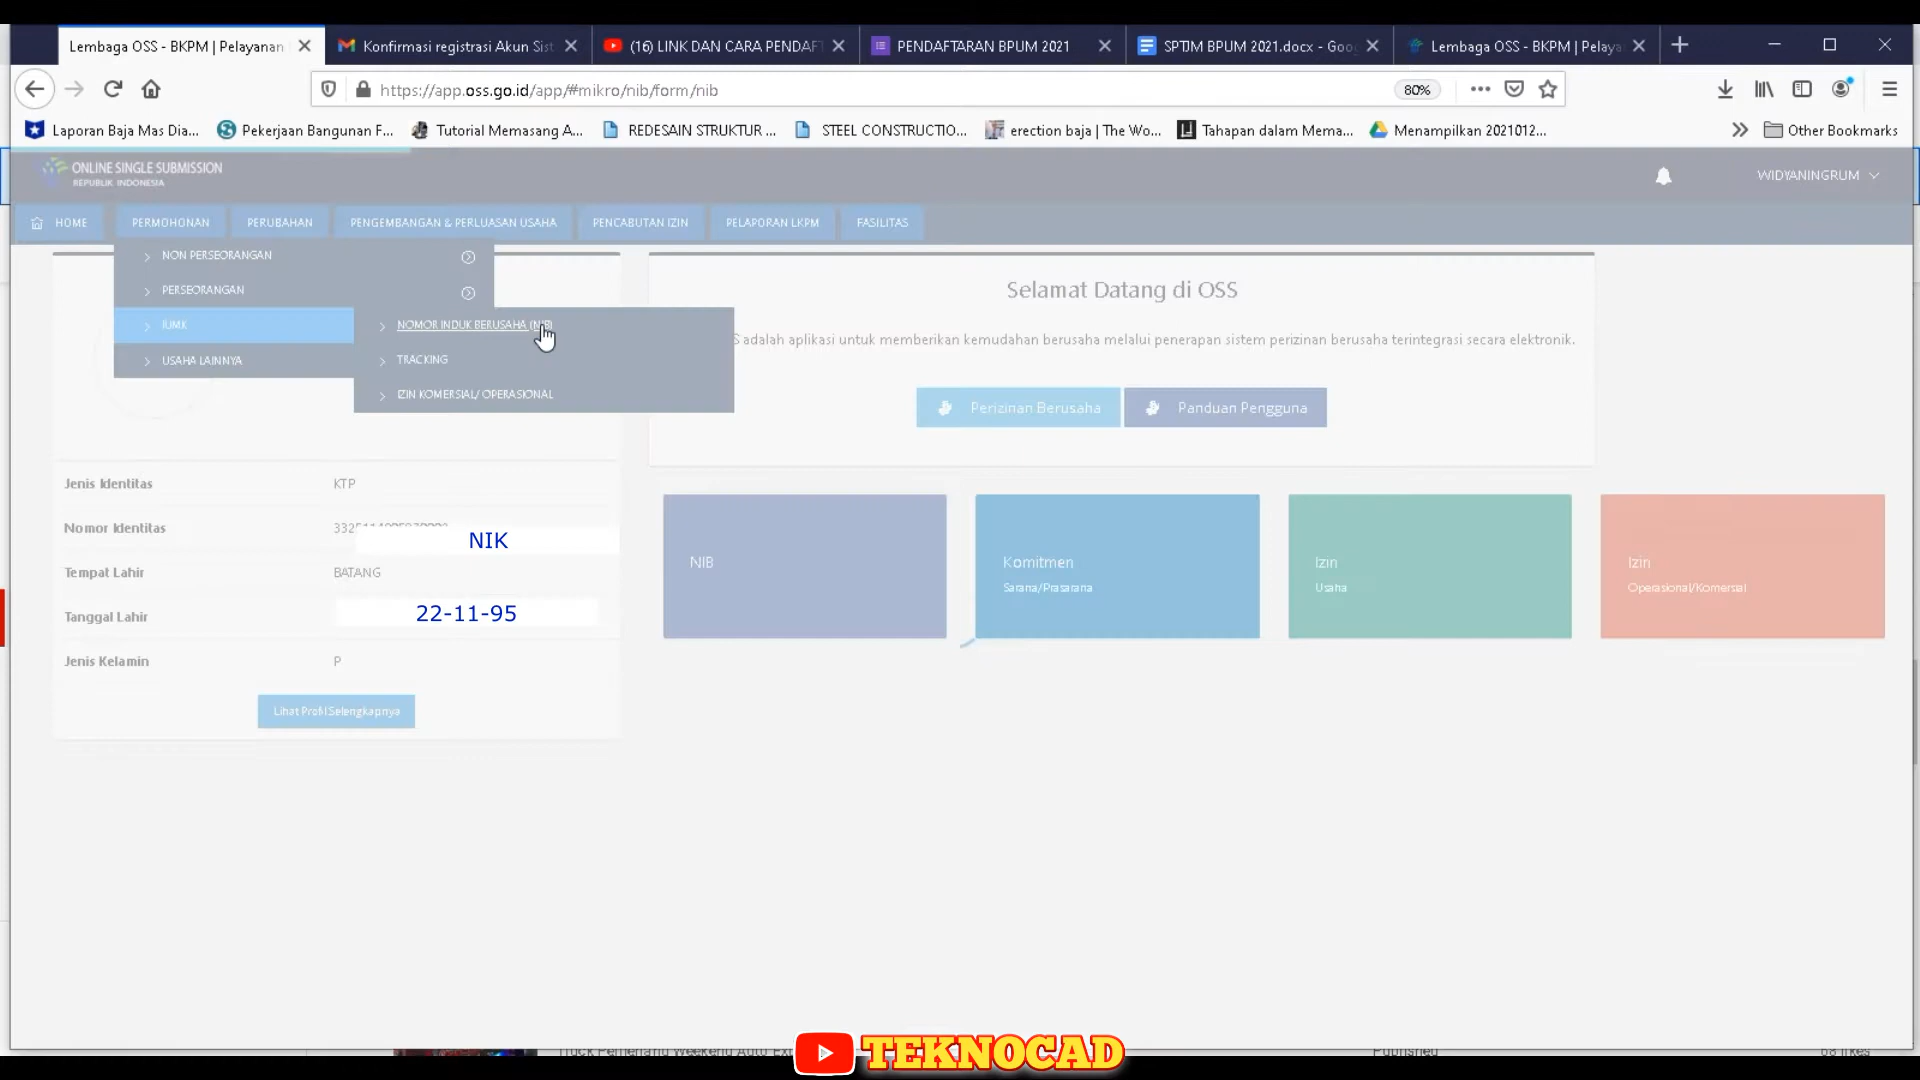 Lembaga OSS - BKPM | Pelayanan
Konfirmasi registrasi Akun Sist
(16) LINK DAN CARA PENDAFT
PENDAFTARAN BPUM 2021
SPTJM BPUM 2021.docx - Goog
Lembaga OSS - BKPM | Pelaya
https://app.oss.go.id/app/#mikro/nib/form/nib
80%
Laporan Baja Mas Dia...
Pekerjaan Bangunan F...
Tutorial Memasang A...
REDESAIN STRUKTUR ...
STEEL CONSTRUCTIO...
erection baja | The Wo...
Tahapan dalam Mema...
Menampilkan 2021012...
Other Bookmarks
ONLINE SINGLE SUBMISSION
REPUBLIK INDONESIA
WIDYANINGRUM
HOME
PERMOHONAN
PERUBAHAN
PENGEMBANGAN & PERLUASAN USAHA
PENCABUTAN IZIN
PELAPORAN LKPM
FASILITAS
NON PERSEORANGAN
PERSEORANGAN
IUMK
USAHA LAINNYA
NOMOR INDUK BERUSAHA (NIB)
TRACKING
IZIN KOMERSIAL/ OPERASIONAL
Selamat Datang di OSS
S adalah aplikasi untuk memberikan kemudahan berusaha melalui penerapan sistem perizinan berusaha terintegrasi secara elektronik.
Perizinan Berusaha
Panduan Pengguna
Jenis Identitas KTP
Nomor Identitas
NIK
Tempat Lahir BATANG
Tanggal Lahir 22-11-95
Jenis Kelamin P
Lihat Profil Selengkapnya
NIB
Komitmen
Sarana/Prasarana
Izin
Usaha
Izin
Operasional/Komersial
TEKNOCAD